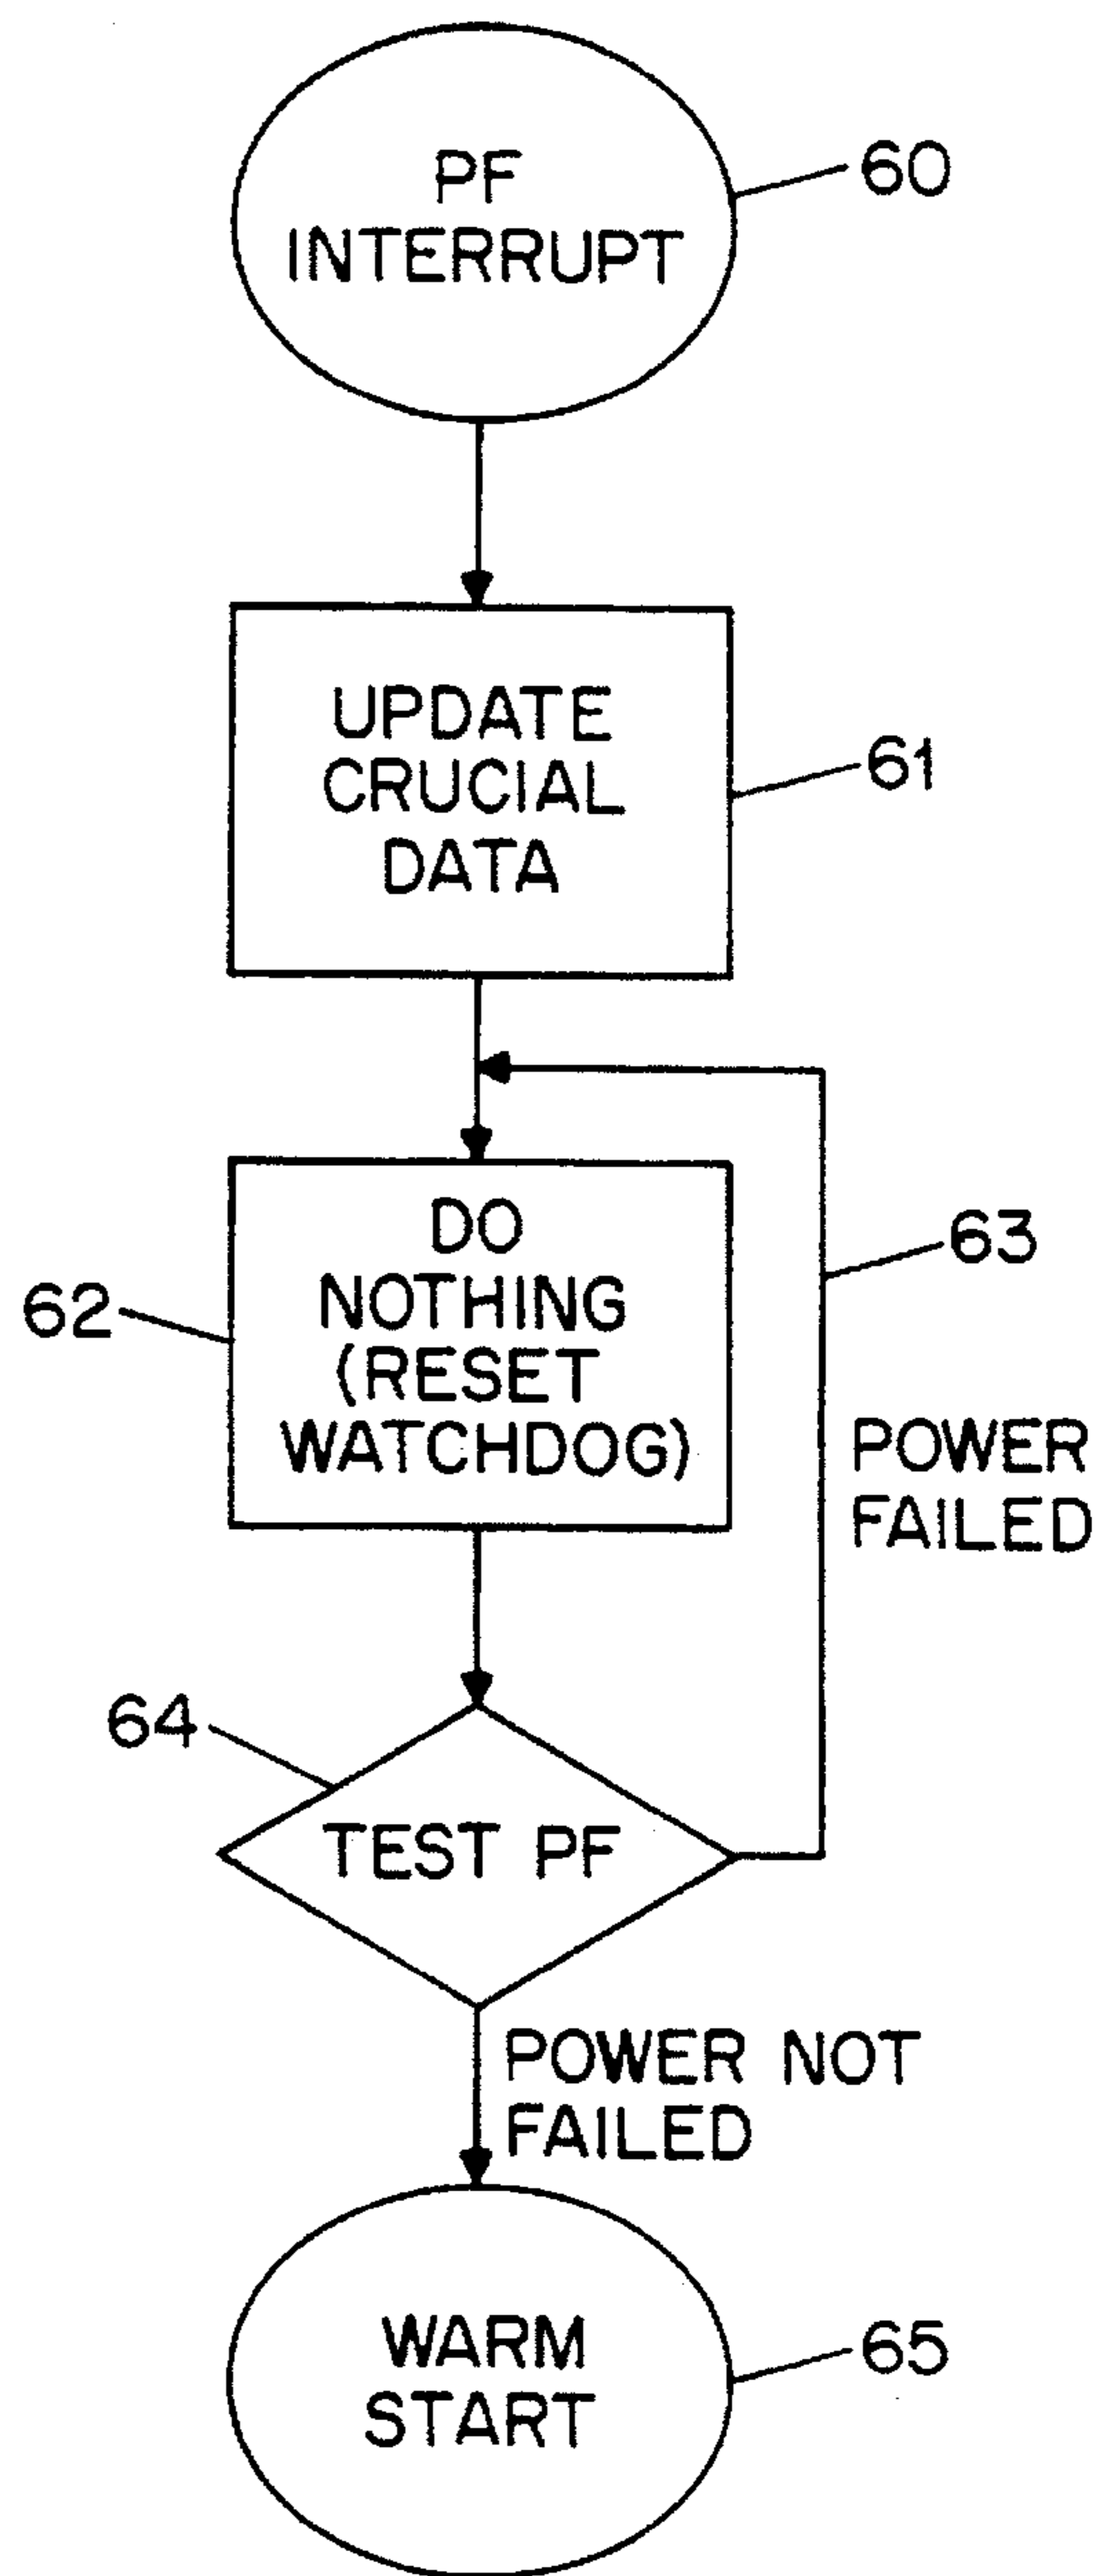 PF
INTERRUPT
60
UPDATE
CRUCIAL
DATA
61
DO
NOTHING
(RESET
WATCHDOG)
62
63
POWER
FAILED
64
TEST PF
POWER NOT
FAILED
WARM
START
65